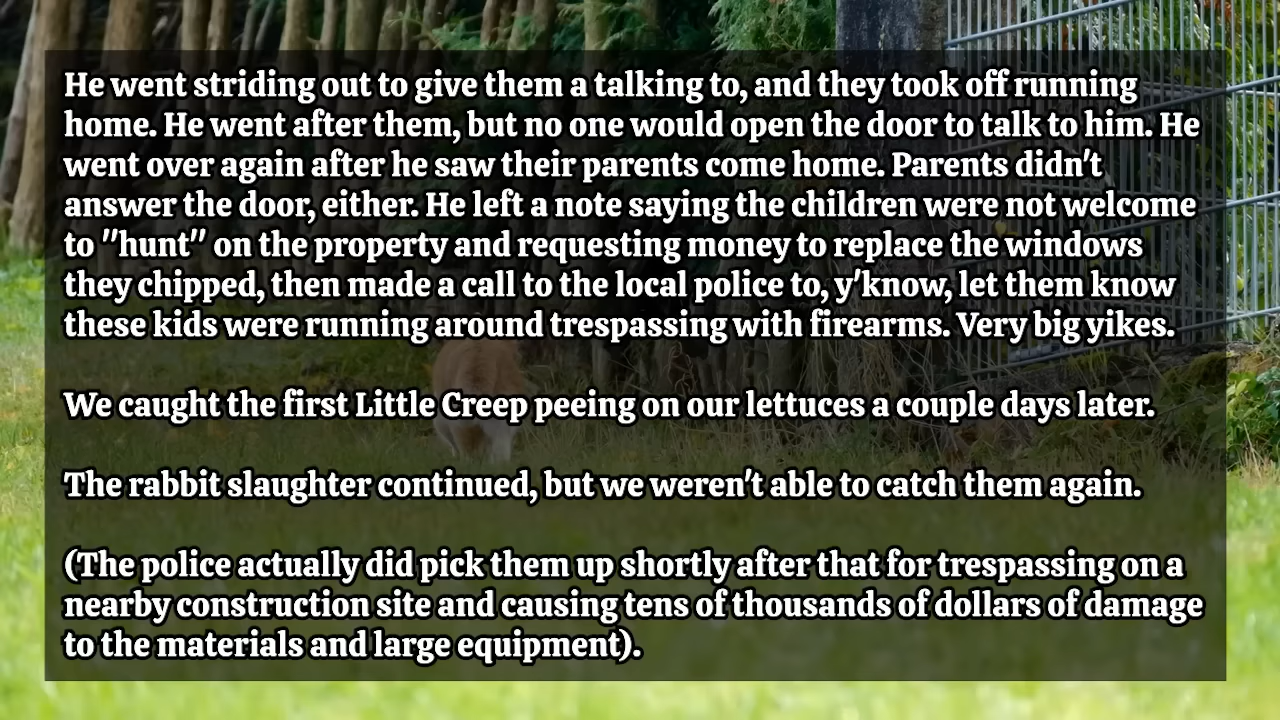 He went striding out to give them a talking to, and they took off running
home. He went after them, but no one would open the door to talk to him. He
went over again after he saw their parents come home. Parents didn't
answer the door, either. He left a note saying the children were not welcome
to "hunt" on the property and requesting money to replace the windows
they chipped, then made a call to the local police to, y'know, let them know
these kids were running around trespassing with firearms. Very big yikes.
We caught the first Little Creep peeing on our lettuces a couple days later.
The rabbit slaughter continued, but we weren't able to catch them again.
(The police actually did pick them up shortly after that for trespassing on a
nearby construction site and causing tens of thousands of dollars of damage
to the materials and large equipment).